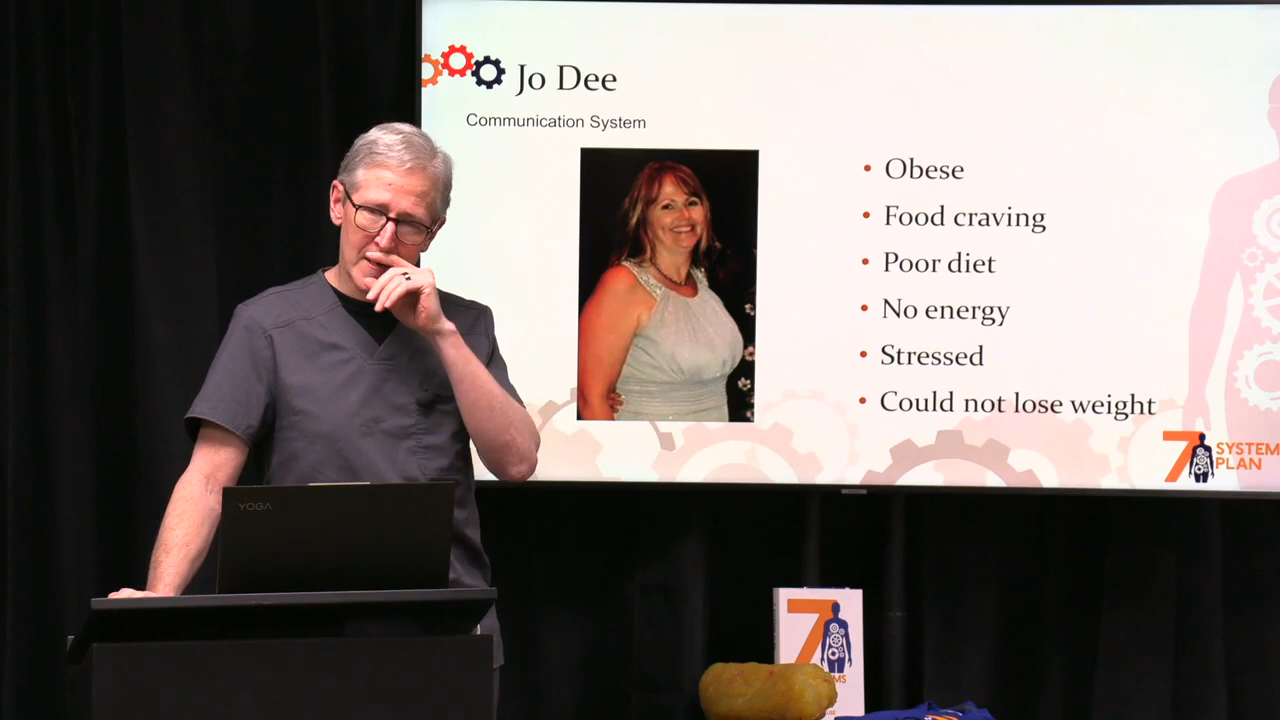 Jo Dee
Communication System
• Obese
• Food craving
• Poor diet
• No energy
• Stressed
• Could not lose weight
7 SYSTEM
PLAN
YOGA
7